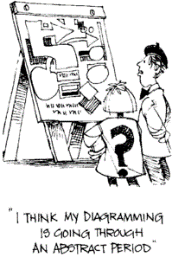 ?
"I THINK MY DIAGRAMMING
IS GOING THROUGH
AN ABSTRACT PERIOD"